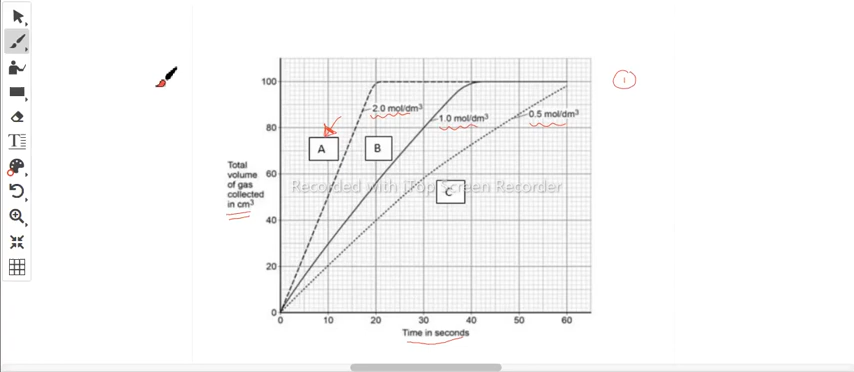 100
2.0 mol/dm³
1.0 mol/dm³
0.5 mol/dm³
80
A
B
Total
volume
of gas
collected
in cm³
60
Recorded with iTop Screen Recorder
C
40
20
0
0 10 20 30 40 50 60
Time in seconds
1
T